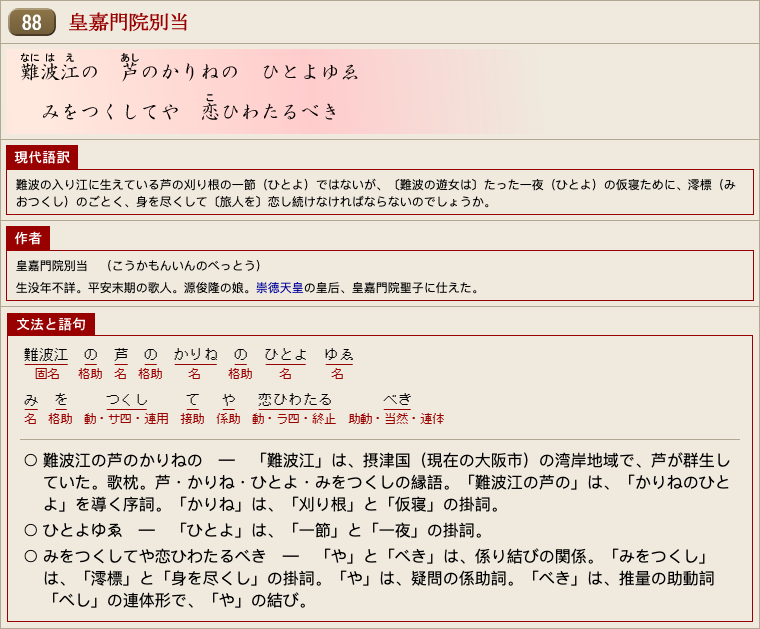 88 皇嘉門院別当
なにはえ あし
難波江の 芦のかりねの ひとよゆゑ
こ
みをつくしてや 恋ひわたるべき
現代語訳
難波の入り江に生えている芦の刈り根の一節（ひとよ）ではないが、〔難波の遊女は〕たった一夜（ひとよ）の仮寝ために、澪標（み
おつくし）のごとく、身を尽くして〔旅人を〕恋し続けなければならないのでしょうか。
作者
皇嘉門院別当 （こうかもんいんのべっとう）
生没年不詳。平安末期の歌人。源俊隆の娘。崇徳天皇の皇后、皇嘉門院聖子に仕えた。
文法と語句
難波江 の 芦 の かりね の ひとよ ゆゑ
固名 格助 名 格助 名 格助 名 名
み を つくし て や 恋ひわたる べき
名 格助 動・サ四・連用 接助 係助 動・ラ四・終止 助動・当然・連体
○ 難波江の芦のかりねの ― 「難波江」は、摂津国（現在の大阪市）の湾岸地域で、芦が群生し
ていた。歌枕。芦・かりね・ひとよ・みをつくしの縁語。「難波江の芦の」は、「かりねのひと
よ」を導く序詞。「かりね」は、「刈り根」と「仮寝」の掛詞。
○ ひとよゆゑ ― 「ひとよ」は、「一節」と「一夜」の掛詞。
○ みをつくしてや恋ひわたるべき ― 「や」と「べき」は、係り結びの関係。「みをつくし」
は、「澪標」と「身を尽くし」の掛詞。「や」は、疑問の係助詞。「べき」は、推量の助動詞
「べし」の連体形で、「や」の結び。